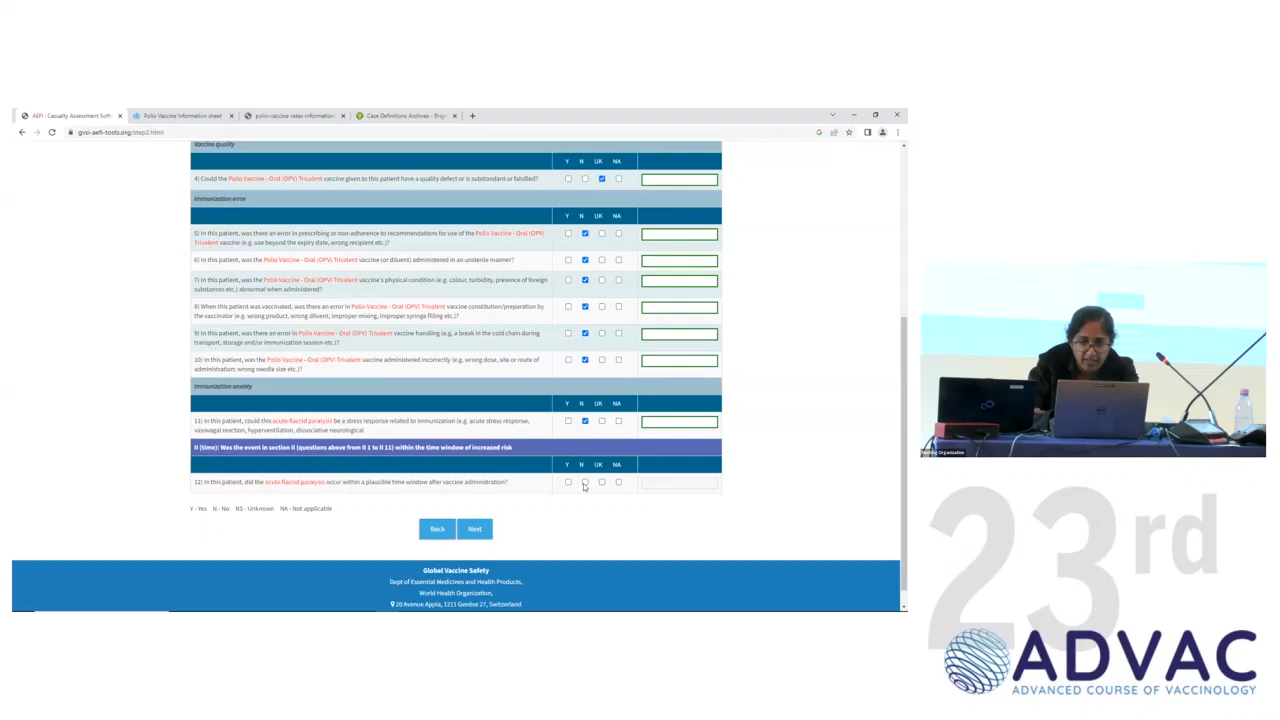 AEFI : Casualty Assessment Soft-
Polio Vaccine Information sheet
polio-vaccine-rates-information-
Case Definitions Archives - Brigh
gvsi-aefi-tools.org/step2.html
Vaccine quality
Y N UK NA
4) Could the Polio Vaccine - Oral (OPV) Trivalent vaccine given to this patient have a quality defect or is substandard or falsified?
Immunization error
Y N UK NA
5) In this patient, was there an error in prescribing or non-adherence to recommendations for use of the Polio Vaccine - Oral (OPV)
Trivalent vaccine (e.g. use beyond the expiry date, wrong recipient etc.)?
6) In this patient, was the Polio Vaccine - Oral (OPV) Trivalent vaccine (or diluent) administered in an unsterile manner?
7) In this patient, was the Polio Vaccine - Oral (OPV) Trivalent vaccine's physical condition (e.g. colour, turbidity, presence of foreign
substances etc.) abnormal when administered?
8) When this patient was vaccinated, was there an error in Polio Vaccine - Oral (OPV) Trivalent vaccine constitution/preparation by
the vaccinator (e.g. wrong product, wrong diluent, improper mixing, improper syringe filling etc.)?
9) In this patient, was there an error in Polio Vaccine - Oral (OPV) Trivalent vaccine handling (e.g. a break in the cold chain during
transport, storage and/or immunization session etc.)?
10) In this patient, was the Polio Vaccine - Oral (OPV) Trivalent vaccine administered incorrectly (e.g. wrong dose, site or route of
administration; wrong needle size etc.)?
Immunization anxiety
Y N UK NA
11) In this patient, could this acute flaccid paralysis be a stress response related to immunization (e.g. acute stress response,
vasovagal reaction, hyperventilation, dissociative neurological
II (time): Was the event in section II (questions above from II 1 to II 11) within the time window of increased risk
Y N UK NA
12) In this patient, did the acute flaccid paralysis occur within a plausible time window after vaccine administration?
Y - Yes N - No NS - Unknown NA - Not applicable
Back Next
Global Vaccine Safety
Dept of Essential Medicines and Health Products,
World Health Organization,
20 Avenue Appia, 1211 Genève 27, Switzerland
Meeting Organization
DELL
23rd
ADVAC
ADVANCED COURSE OF VACCINOLOGY